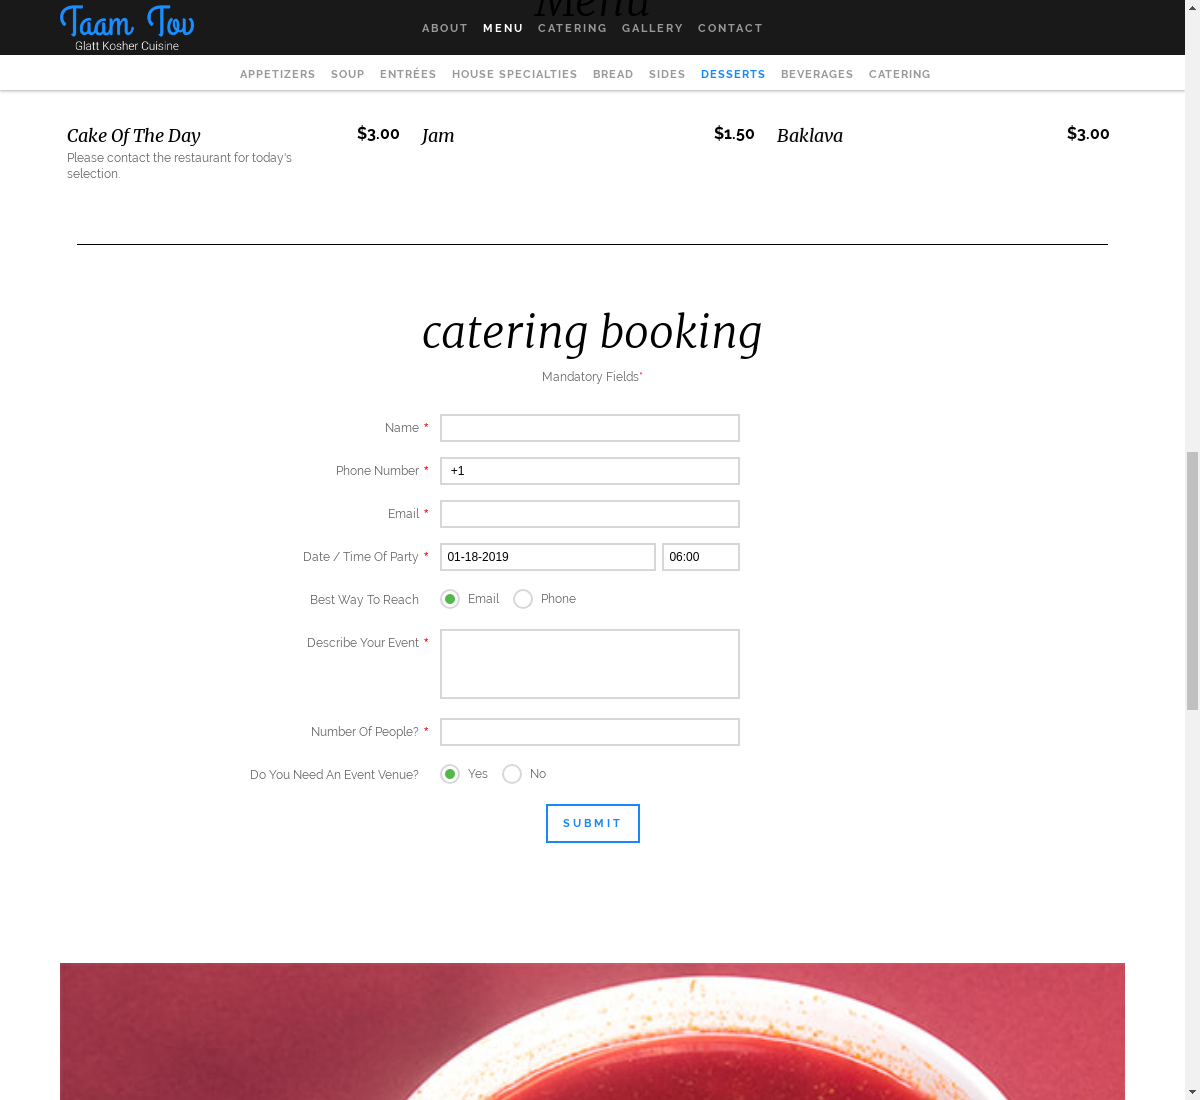 Taam Tov
Glatt Kosher Cuisine
Menu
ABOUT MENU CATERING GALLERY CONTACT
APPETIZERS SOUP ENTRÉES HOUSE SPECIALTIES BREAD SIDES DESSERTS BEVERAGES CATERING
Cake Of The Day $3.00 Jam $1.50 Baklava $3.00
Please contact the restaurant for today's
selection.
catering booking
Mandatory Fields*
Name *
Phone Number * +1
Email *
Date / Time Of Party * 01-18-2019 06:00
Best Way To Reach Email Phone
Describe Your Event *
Number Of People? *
Do You Need An Event Venue? Yes No
SUBMIT